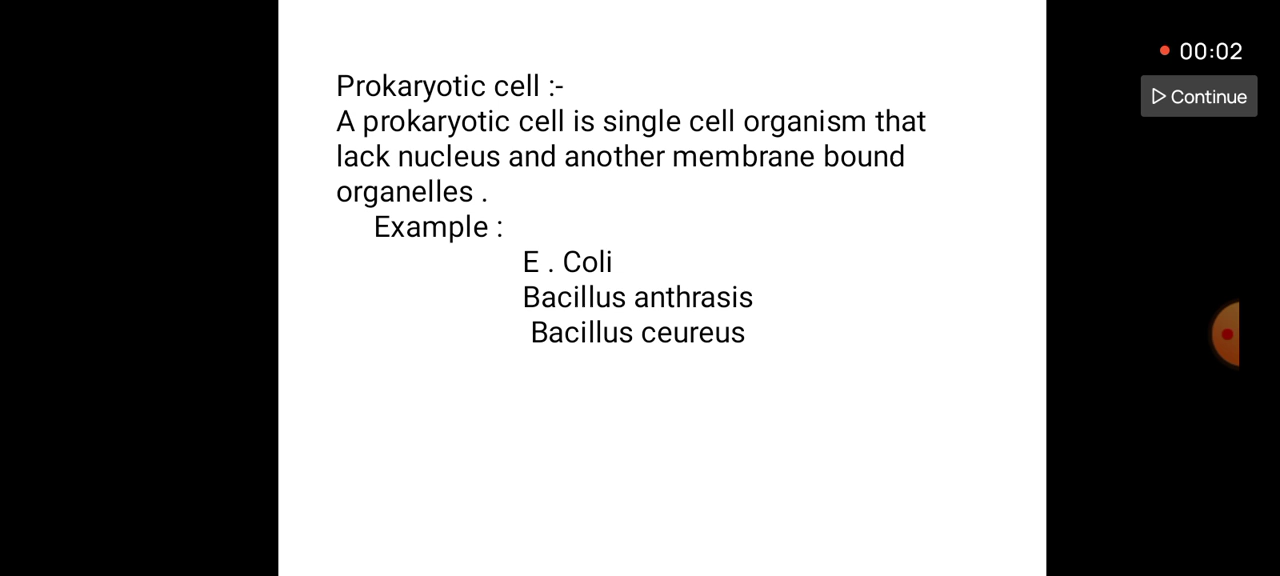 Prokaryotic cell :-
A prokaryotic cell is single cell organism that
lack nucleus and another membrane bound
organelles .
Example :
E . Coli
Bacillus anthrasis
Bacillus ceureus
00:02
Continue